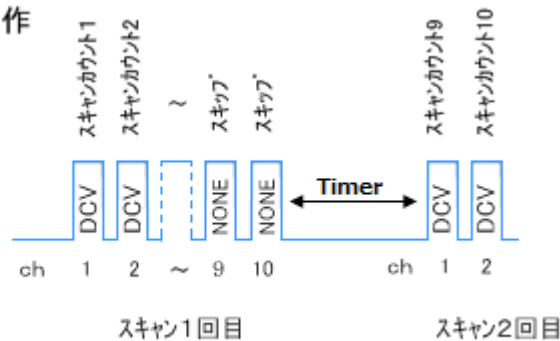 作
スキャンカウント1
スキャンカウント2
~
スキップ
スキップ
スキャンカウント9
スキャンカウント10
DCV
DCV
NONE
NONE
Timer
DCV
DCV
ch 1 2 ~ 9 10 ch 1 2
スキャン1回目 スキャン2回目